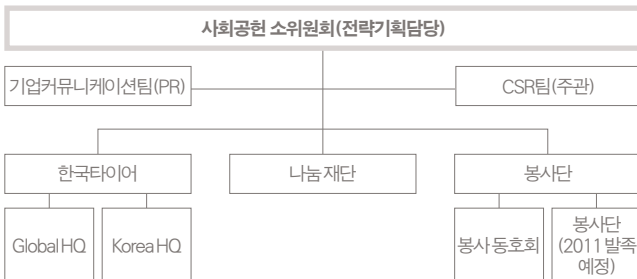 사회공헌 소위원회(전략기획담당)
기업커뮤니케이션팀(PR)
CSR팀(주관)
한국타이어
나눔재단
봉사단
Global HQ
Korea HQ
봉사 동호회
봉사단
(2011 발족
예정)